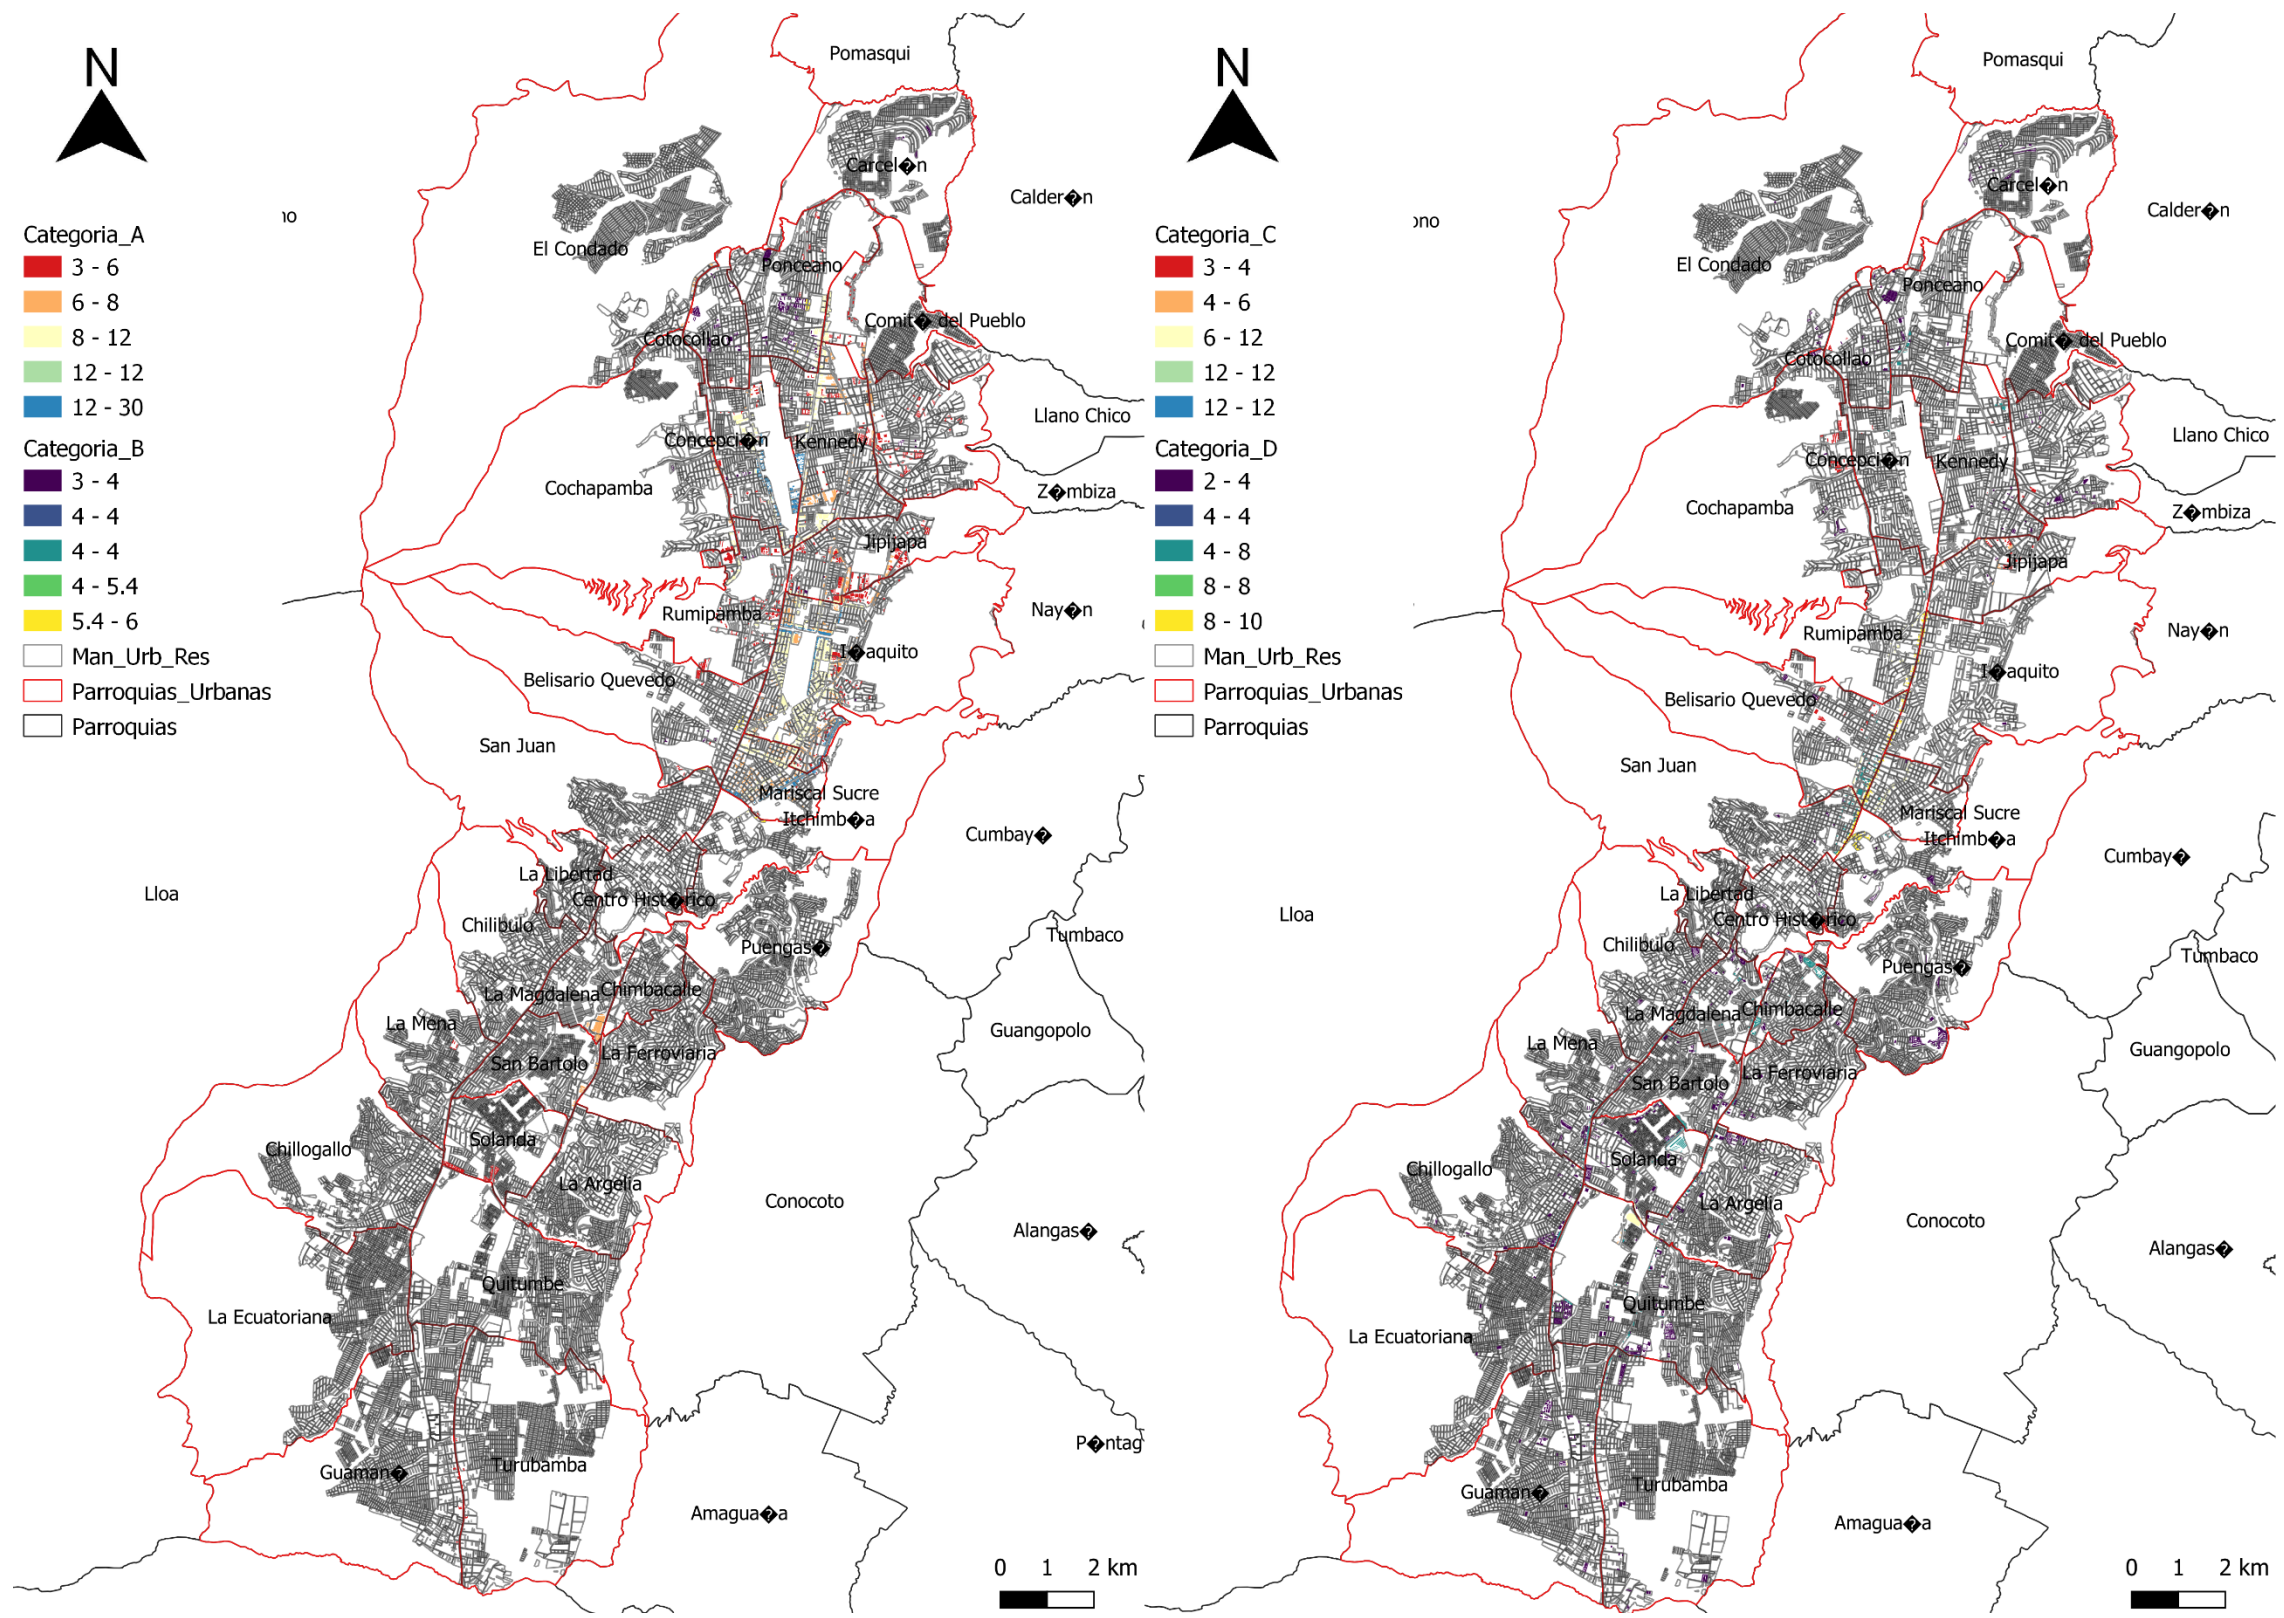 N
Categoria_A
3 - 6
6 - 8
8 - 12
12 - 12
12 - 30
Categoria_B
3 - 4
4 - 4
4 - 4
4 - 5.4
5.4 - 6
Man_Urb_Res
Parroquias_Urbanas
Parroquias
Pomasqui
Carcel�n
Calder�n
no
El Condado
Ponceano
Comit� del Pueblo
Cotocollao
Llano Chico
Concepci�n
Kennedy
Cochapamba
Z�mbiza
Jipijapa
Rumipamba
Nay�n
I�aquito
Belisario Quevedo
San Juan
Mariscal Sucre
Itchimb�a
Cumbay�
La Libertad
Lloa
Centro Hist�rico
Chilibulo
Tumbaco
Puengas�
La Magdalena
Chimbacalle
La Mena
Guangopolo
San Bartolo
La Ferroviaria
Solanda
Chillogallo
La Argelia
Conocoto
Alangas�
Quitumbe
La Ecuatoriana
P�ntag
Turubamba
Guaman�
Amagua�a
0 1 2 km
N
Categoria_C
3 - 4
4 - 6
6 - 12
12 - 12
12 - 12
Categoria_D
2 - 4
4 - 4
4 - 8
8 - 8
8 - 10
Man_Urb_Res
Parroquias_Urbanas
Parroquias
Pomasqui
Carcel�n
Calder�n
ono
El Condado
Ponceano
Comit� del Pueblo
Cotocollao
Llano Chico
Concepci�n
Kennedy
Cochapamba
Z�mbiza
Jipijapa
Rumipamba
Nay�n
I�aquito
Belisario Quevedo
San Juan
Mariscal Sucre
Itchimb�a
Cumbay�
La Libertad
Lloa
Centro Hist�rico
Chilibulo
Tumbaco
Puengas�
La Magdalena
Chimbacalle
La Mena
Guangopolo
San Bartolo
La Ferroviaria
Solanda
Chillogallo
La Argelia
Conocoto
Alangas�
Quitumbe
La Ecuatoriana
Turubamba
Guaman�
Amagua�a
0 1 2 km